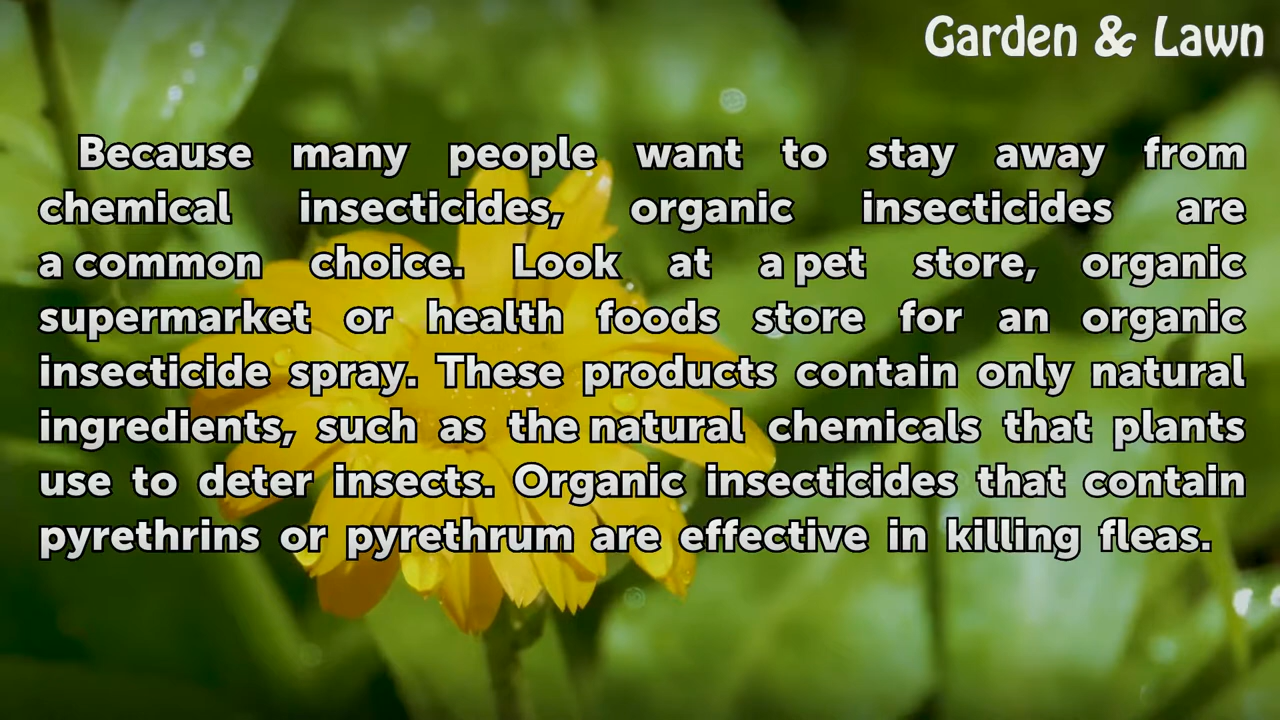 Garden & Lawn
Because many people want to stay away from
chemical insecticides, organic insecticides are
a common choice. Look at a pet store, organic
supermarket or health foods store for an organic
insecticide spray. These products contain only natural
ingredients, such as the natural chemicals that plants
use to deter insects. Organic insecticides that contain
pyrethrins or pyrethrum are effective in killing fleas.